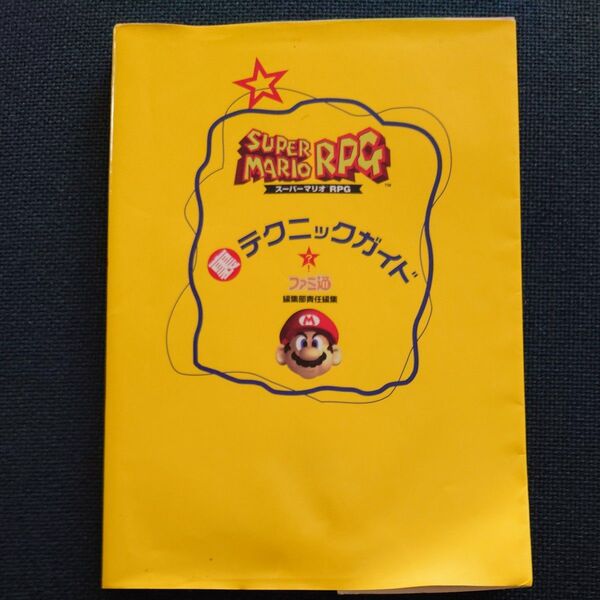 SUPER
MARIO RPG
TM
スーパーマリオ RPG
テクニックガイド
ファミ通
編集部責任編集
M